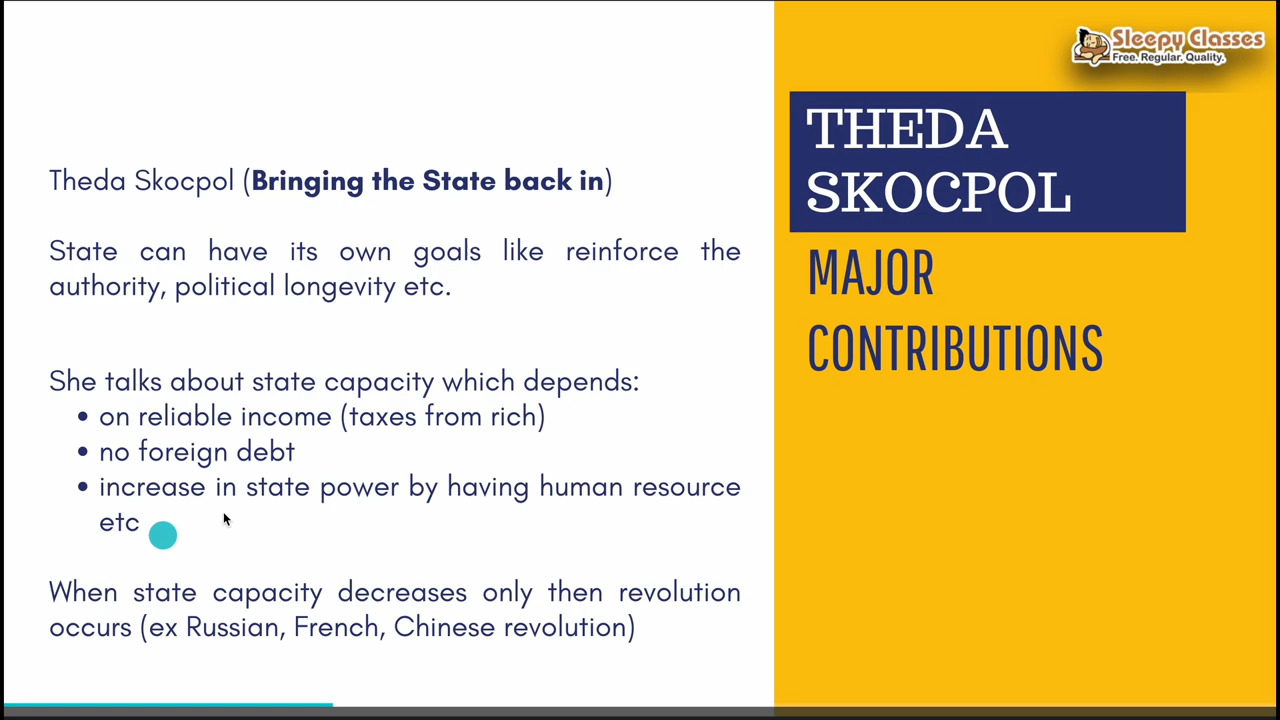 Sleepy Classes
Free. Regular. Quality.
THEDA
SKOCPOL
MAJOR
CONTRIBUTIONS
Theda Skocpol (Bringing the State back in)
State can have its own goals like reinforce the
authority, political longevity etc.
She talks about state capacity which depends:
• on reliable income (taxes from rich)
• no foreign debt
• increase in state power by having human resource
etc
When state capacity decreases only then revolution
occurs (ex Russian, French, Chinese revolution)